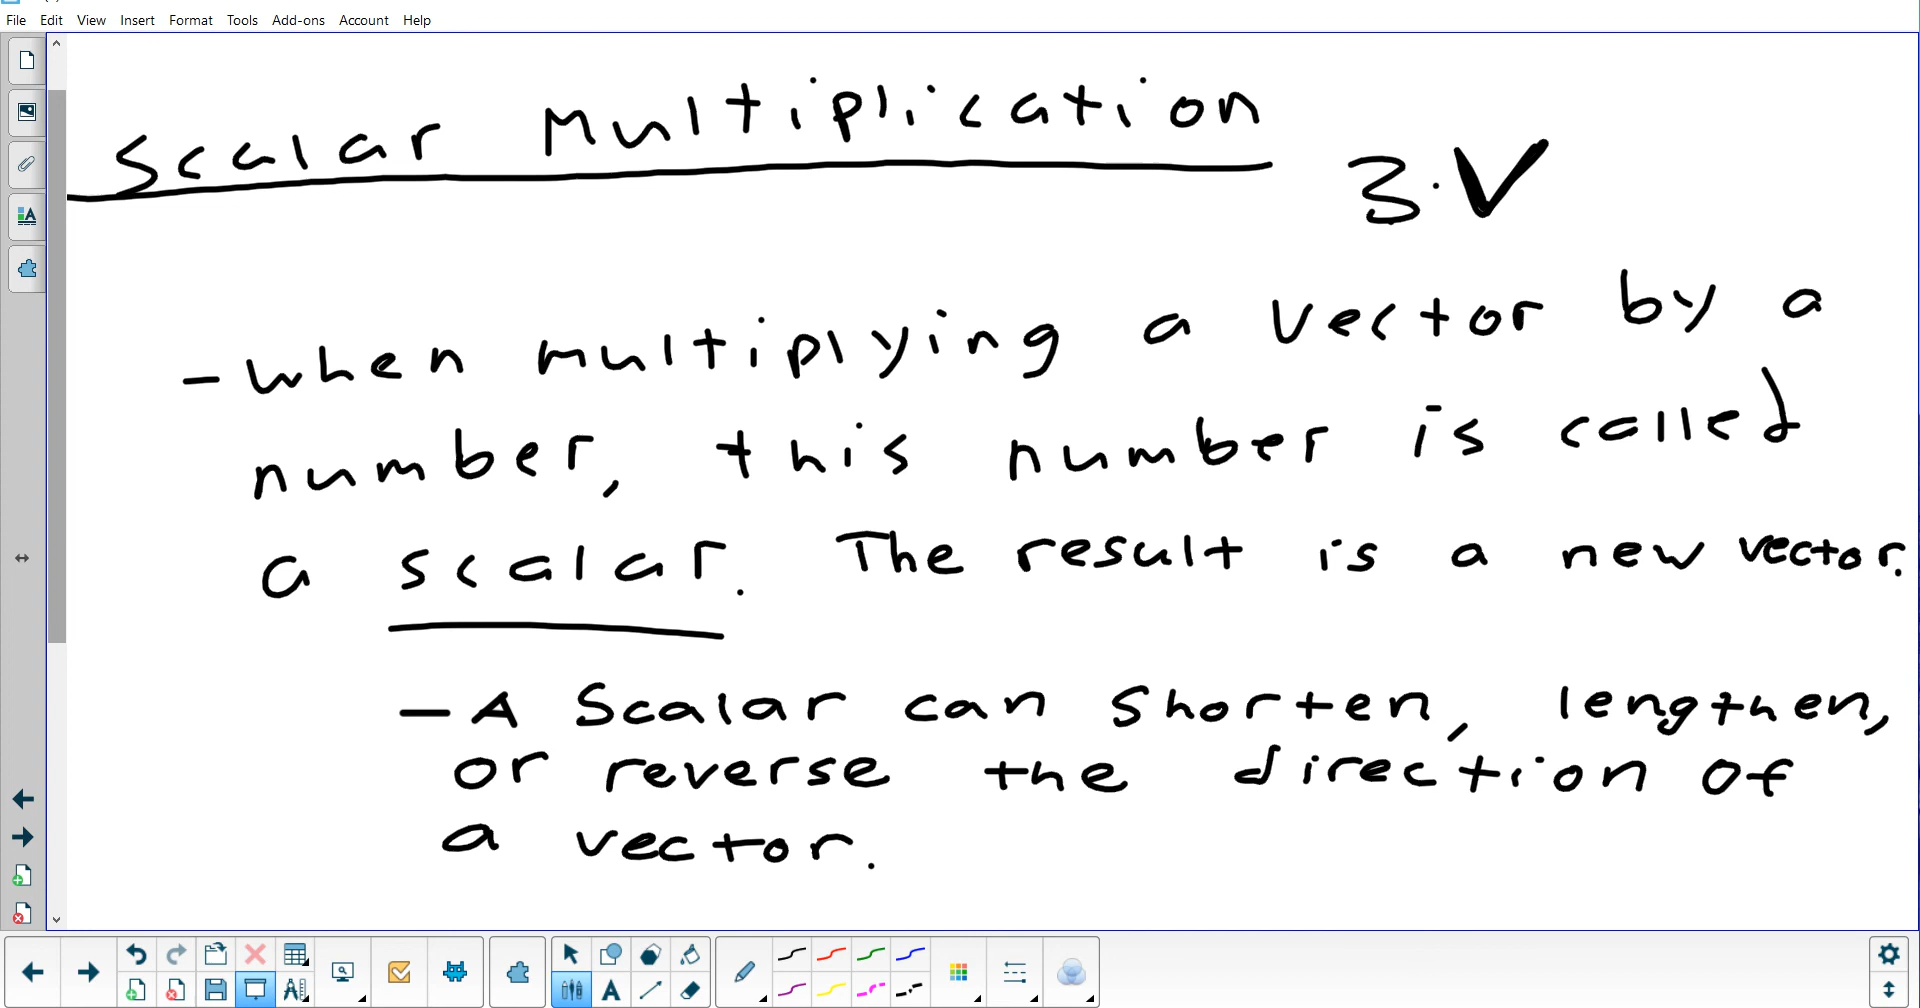 File Edit View Insert Format Tools Add-ons Account Help
Scalar Multiplication
3·V
- When multiplying a vector by a
number, this number is called
a scalar. The result is a new vector.
- A Scalar can shorten, lengthen,
or reverse the direction of
a vector.